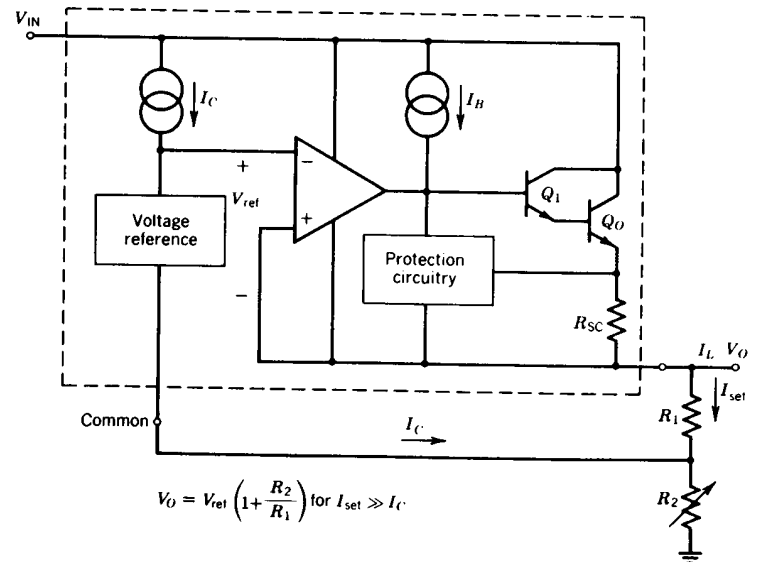 V_IN
I_C
I_B
+
−
V_ref
Voltage
reference
+
−
Q_1
Q_O
Protection
circuitry
R_SC
I_L V_O
I_set
R_1
Common
I_C
R_2
V_O = V_ref (1 + R_2/R_1) for I_set ≫ I_C